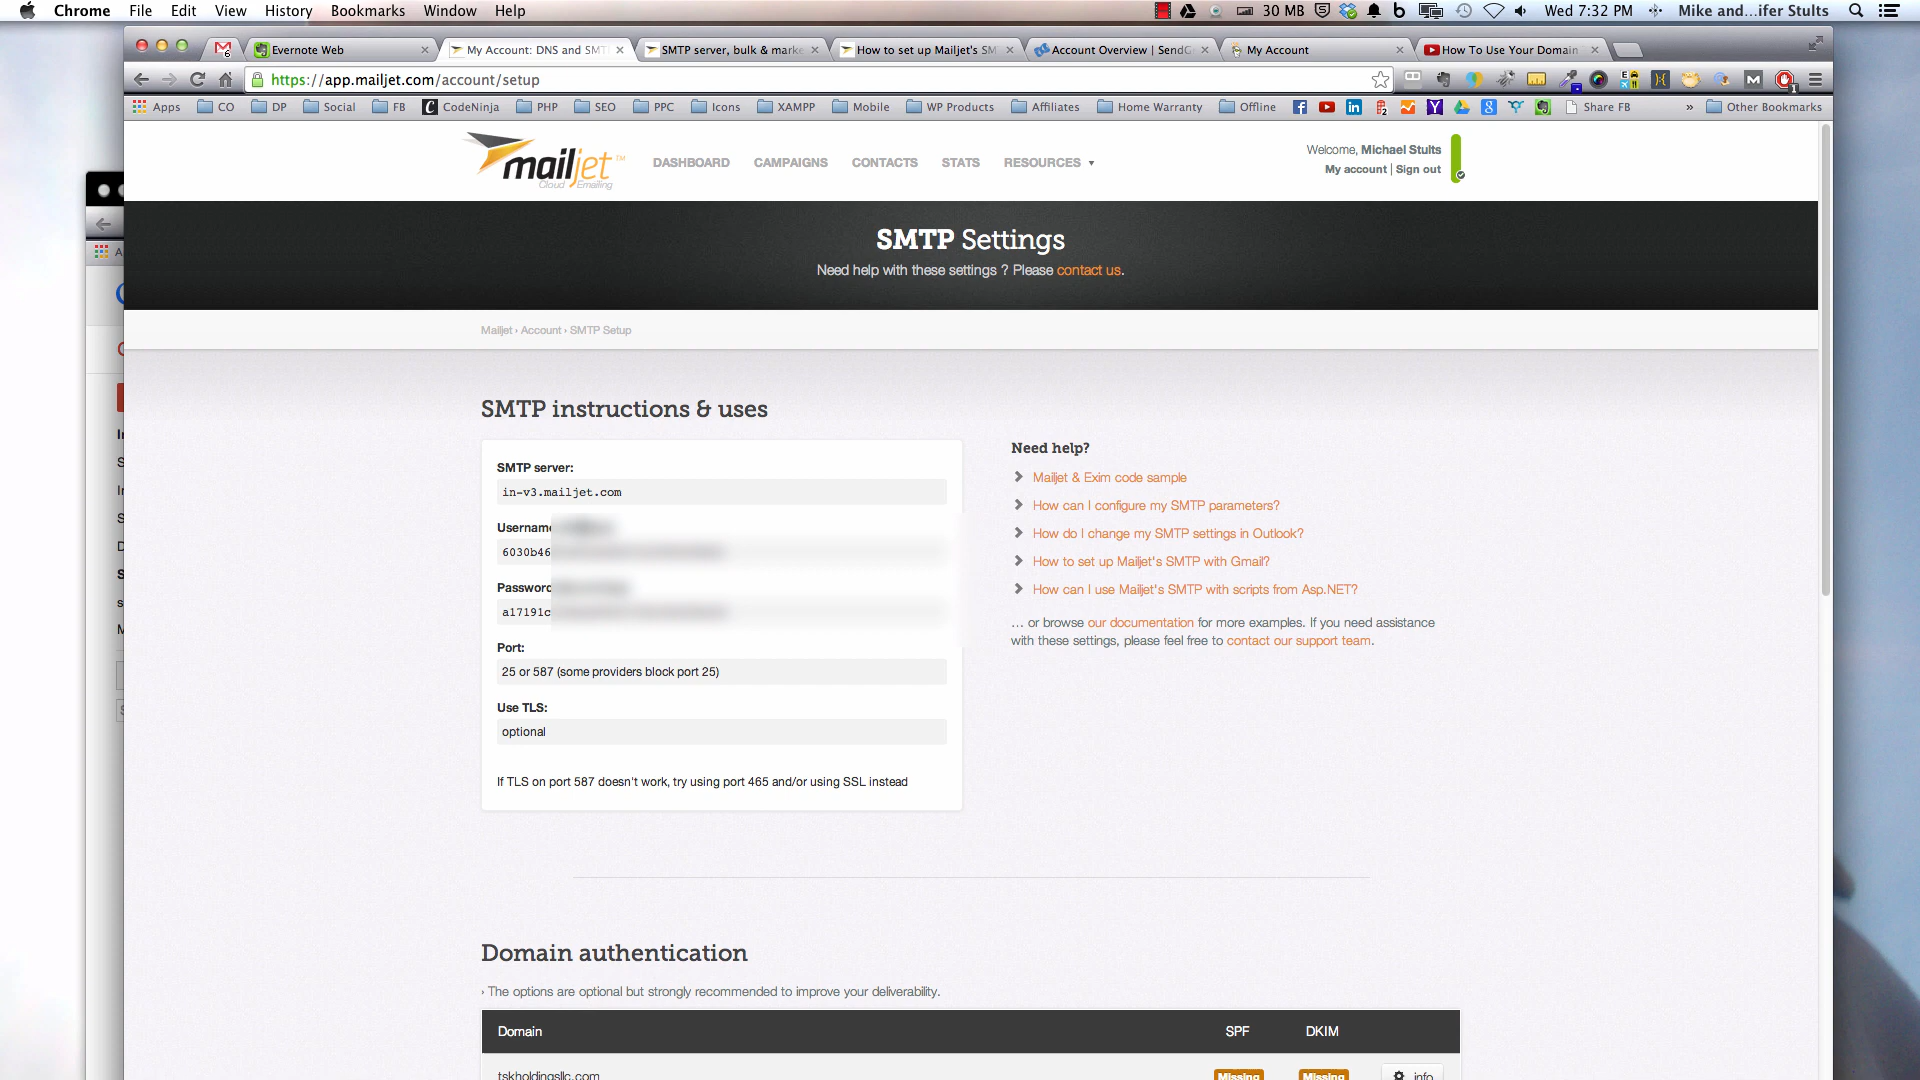 Chrome File Edit View History Bookmarks Window Help 30 MB Wed 7:32 PM Mike and...ifer Stults
Evernote Web My Account: DNS and SMT SMTP server, bulk & marke How to set up Mailjet's SM Account Overview | SendG My Account How To Use Your Domain
https://app.mailjet.com/account/setup
Apps CO DP Social FB CodeNinja PHP SEO PPC Icons XAMPP Mobile WP Products Affiliates Home Warranty Offline Share FB » Other Bookmarks
mailjet™
Cloud Emailing
DASHBOARD CAMPAIGNS CONTACTS STATS RESOURCES
Welcome, Michael Stults
My account | Sign out
SMTP Settings
Need help with these settings ? Please contact us.
Mailjet › Account › SMTP Setup
SMTP instructions & uses
SMTP server:
in-v3.mailjet.com
Username
6030b46
Password
a17191c
Port:
25 or 587 (some providers block port 25)
Use TLS:
optional
If TLS on port 587 doesn't work, try using port 465 and/or using SSL instead
Need help?
Mailjet & Exim code sample
How can I configure my SMTP parameters?
How do I change my SMTP settings in Outlook?
How to set up Mailjet's SMTP with Gmail?
How can I use Mailjet's SMTP with scripts from Asp.NET?
... or browse our documentation for more examples. If you need assistance
with these settings, please feel free to contact our support team.
Domain authentication
› The options are optional but strongly recommended to improve your deliverability.
Domain SPF DKIM
tskholdingsllc.com Missing Missing info